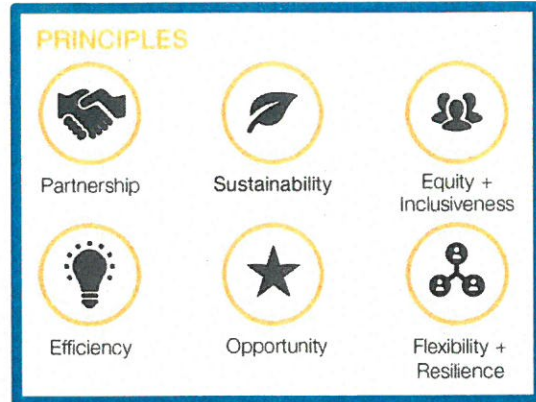 PRINCIPLES
Partnership
Sustainability
Equity +
Inclusiveness
Efficiency
Opportunity
Flexibility +
Resilience